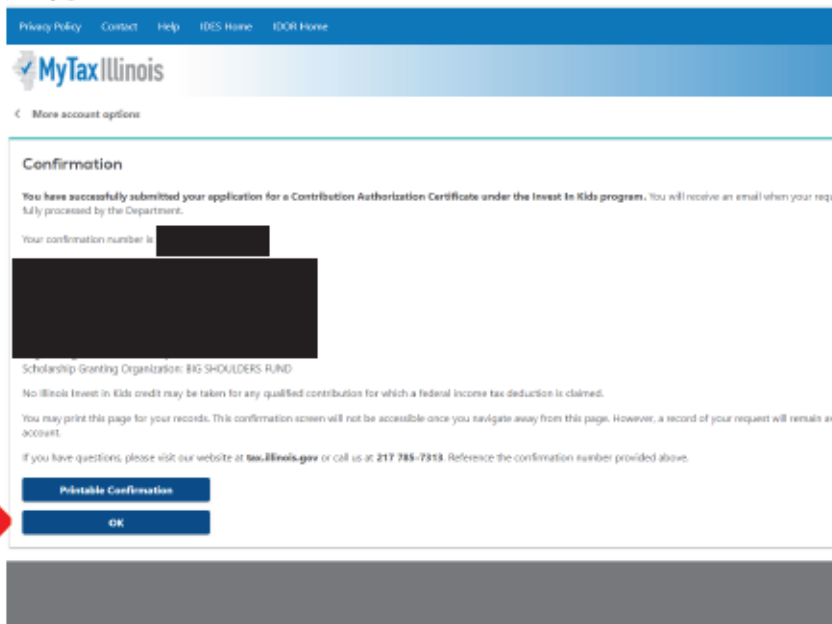 Privacy Policy Contact Help IDES Home IDOR Home
MyTax Illinois
< More account options
Confirmation
You have successfully submitted your application for a Contribution Authorization Certificate under the Invest In Kids program. You will receive an email when your requ
fully processed by the Department.
Your confirmation number is
Scholarship Granting Organization: BIG SHOULDERS FUND
No Illinois Invest in Kids credit may be taken for any qualified contribution for which a federal income tax deduction is claimed.
You may print this page for your records. This confirmation screen will not be accessible once you navigate away from this page. However, a record of your request will remain av
account.
If you have questions, please visit our website at tax.illinois.gov or call us at 217 785-7313. Reference the confirmation number provided above.
Printable Confirmation
OK